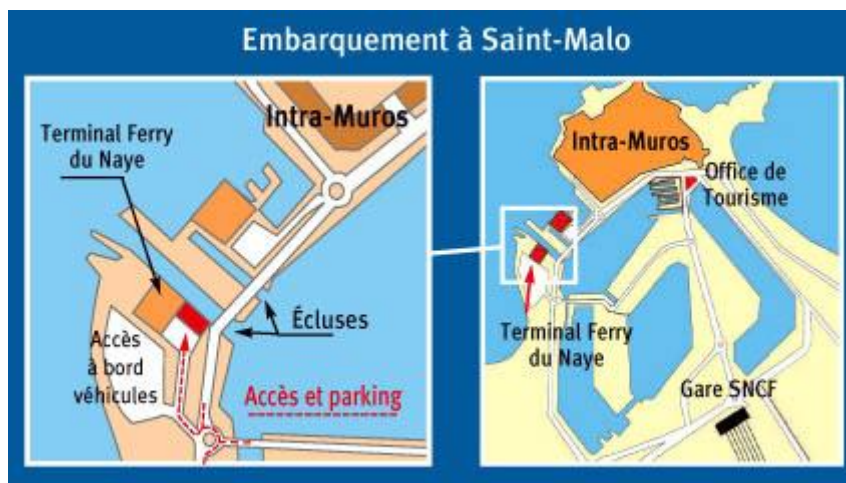 Embarquement à Saint-Malo
Intra-Muros
Terminal Ferry
du Naye
Écluses
Accès
à bord
véhicules
Accès et parking
Intra-Muros
Office de
Tourisme
Terminal Ferry
du Naye
Gare SNCF